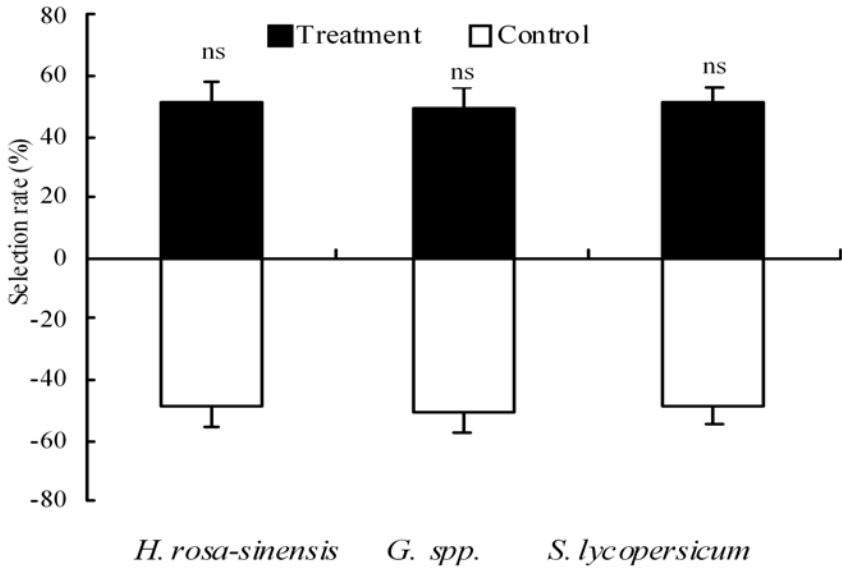 80
Treatment Control
ns ns ns
60
40
20
0
-20
-40
-60
-80
Selection rate (%)
H. rosa-sinensis G. spp. S. lycopersicum